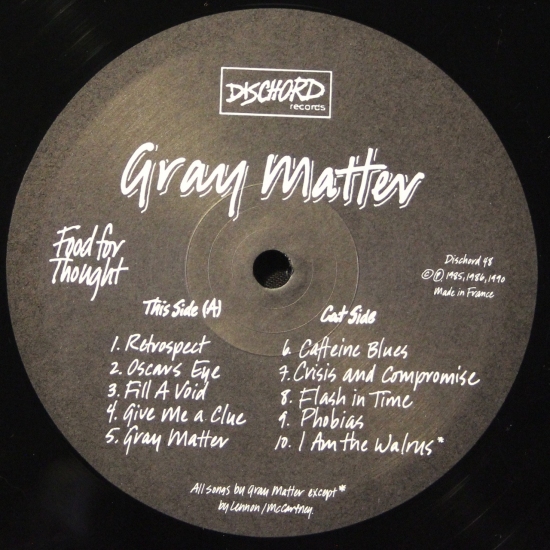 DISCHORD
records
Gray Matter
Food for
Thought
Dischord 48
© ℗ 1985, 1986, 1990
Made in France
This Side (A)
1. Retrospect
2. Oscars Eye
3. Fill A Void
4. Give Me a Clue
5. Gray Matter
Cat Side
6. Caffeine Blues
7. Crisis and Compromise
8. Flash in Time
9. Phobias
10. I Am the Walrus*
All songs by Gray Matter except*
by Lennon/McCartney.